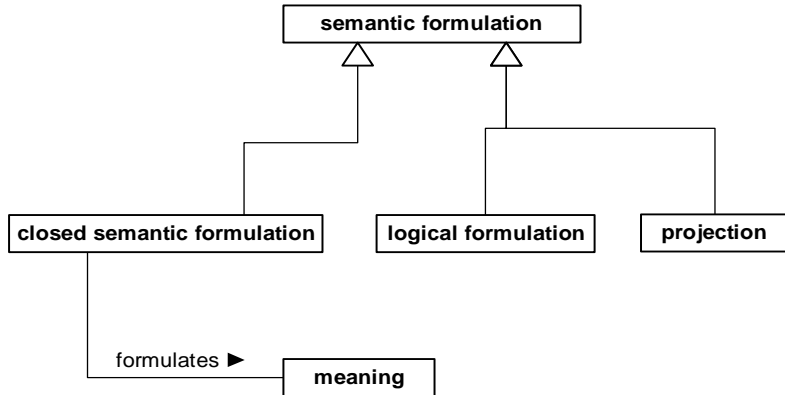 semantic formulation
closed semantic formulation
logical formulation
projection
formulates ►
meaning